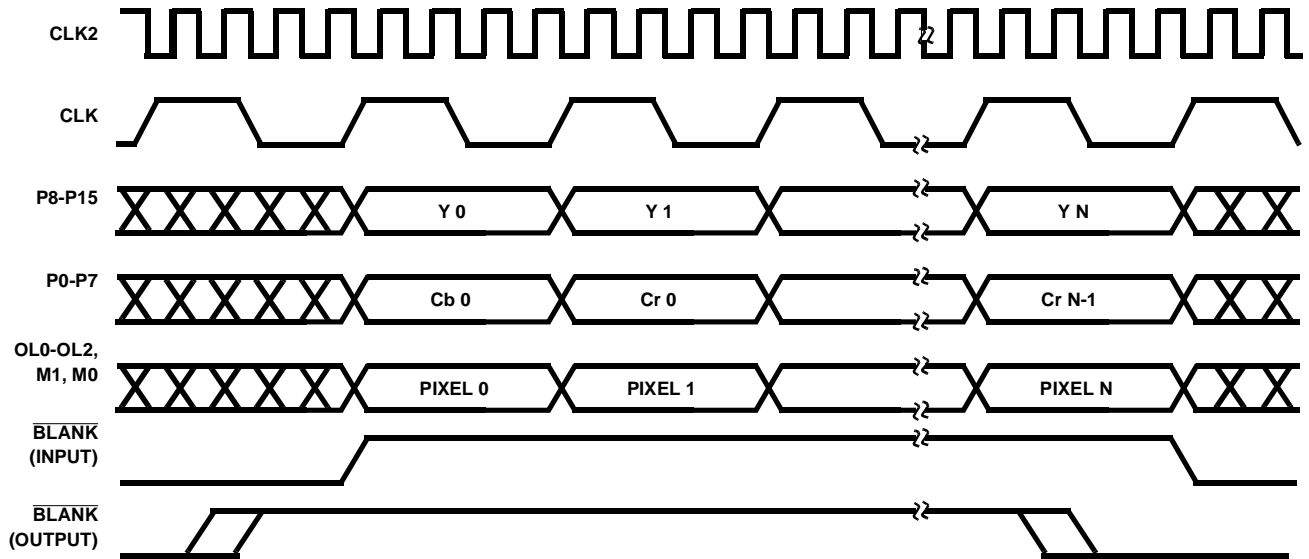 CLK2
CLK
P8-P15
Y 0
Y 1
Y N
P0-P7
Cb 0
Cr 0
Cr N-1
OL0-OL2,
M1, M0
PIXEL 0
PIXEL 1
PIXEL N
BLANK
(INPUT)
BLANK
(OUTPUT)